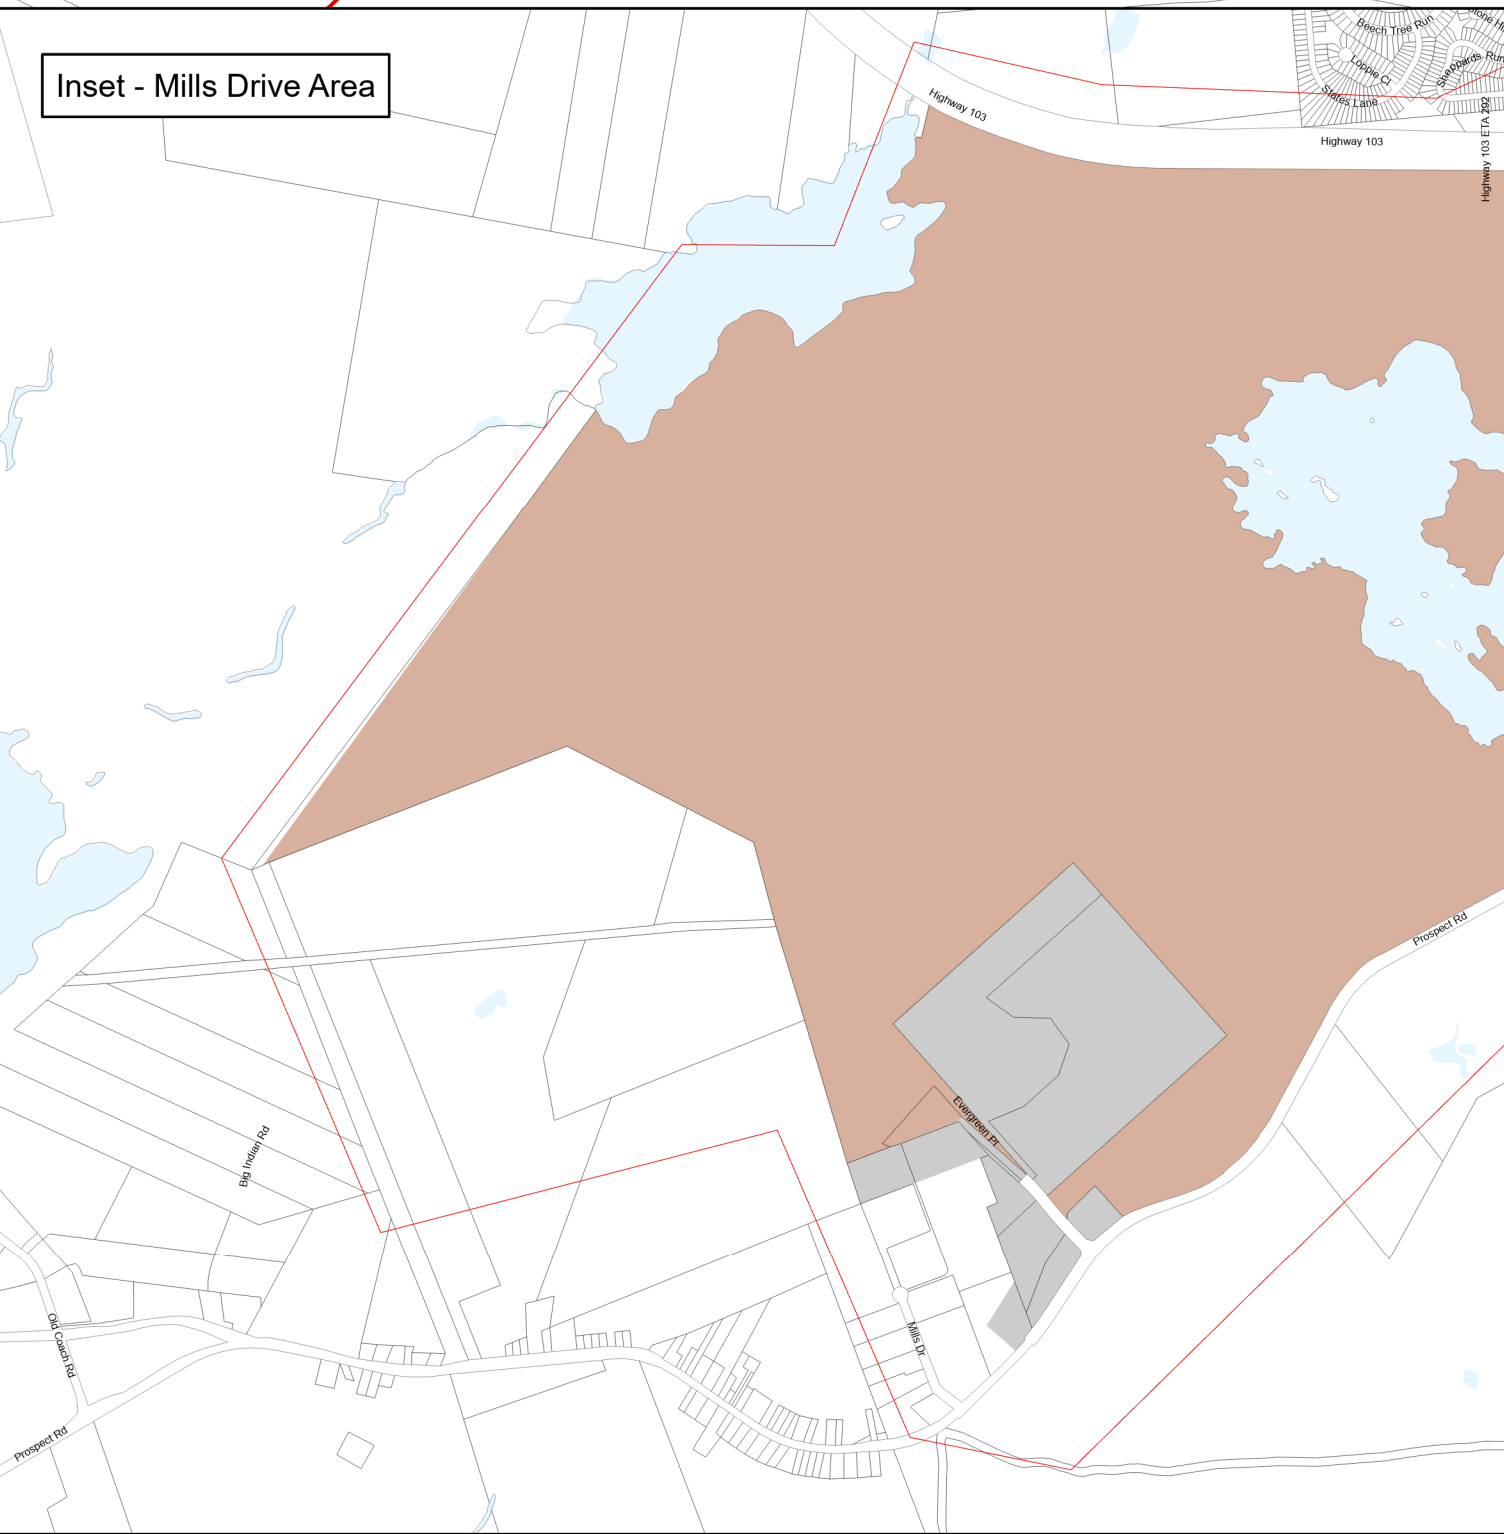 Inset - Mills Drive Area
Beech Tree Run
Loppie Cl
Sheppards Run
States Lane
Highway 103
Highway 103
Highway 103 ETA 292
Prospect Rd
Evergreen Pl
Big Indian Rd
Old Coach Rd
Mills Dr
Prospect Rd